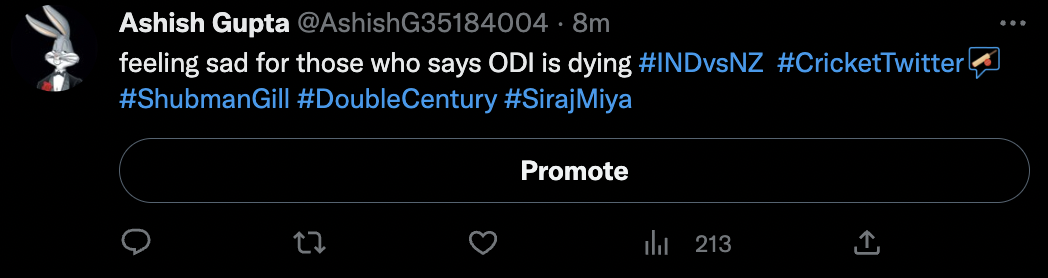 Ashish Gupta @AshishG35184004 · 8m
feeling sad for those who says ODI is dying #INDvsNZ #CricketTwitter
#ShubmanGill #DoubleCentury #SirajMiya
Promote
213